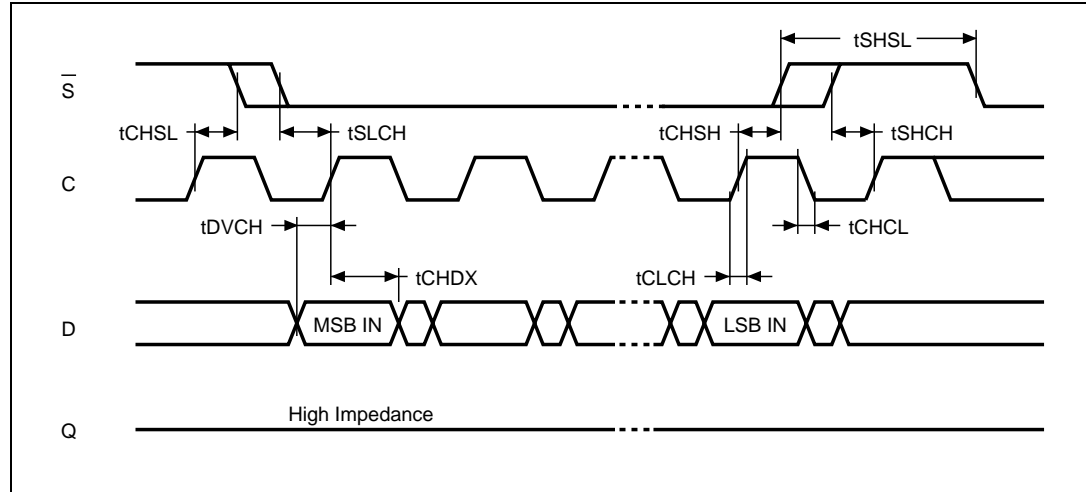 tSHSL
S̅
tCHSL tSLCH tCHSH tSHCH
C
tDVCH tCHCL
tCHDX tCLCH
D MSB IN LSB IN
High Impedance
Q